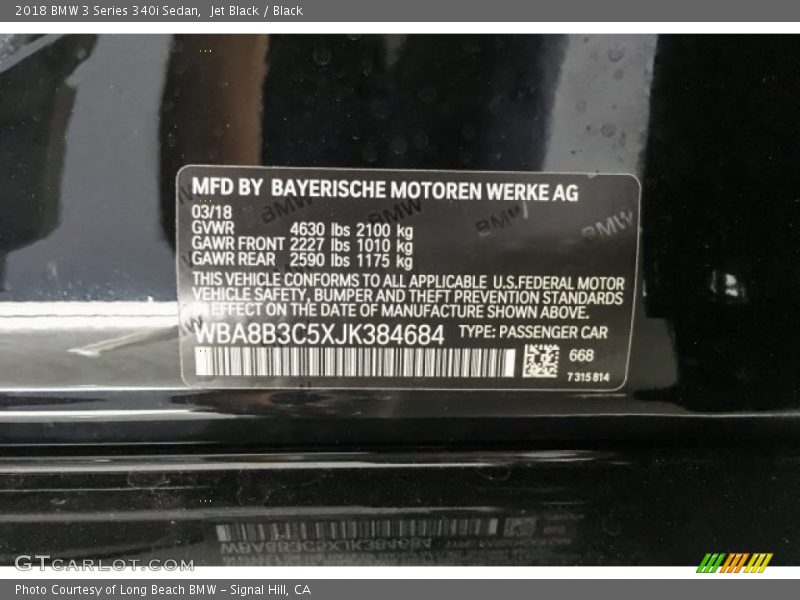 2018 BMW 3 Series 340i Sedan, Jet Black / Black
MFD BY BAYERISCHE MOTOREN WERKE AG
03/18
GVWR 4630 lbs 2100 kg
GAWR FRONT 2227 lbs 1010 kg
GAWR REAR 2590 lbs 1175 kg
BMW BMW BMW BMW
THIS VEHICLE CONFORMS TO ALL APPLICABLE U.S.FEDERAL MOTOR
VEHICLE SAFETY, BUMPER AND THEFT PREVENTION STANDARDS
IN EFFECT ON THE DATE OF MANUFACTURE SHOWN ABOVE.
WBA8B3C5XJK384684 TYPE: PASSENGER CAR
668
7 315 814
GTCARLOT.COM
Photo Courtesy of Long Beach BMW - Signal Hill, CA